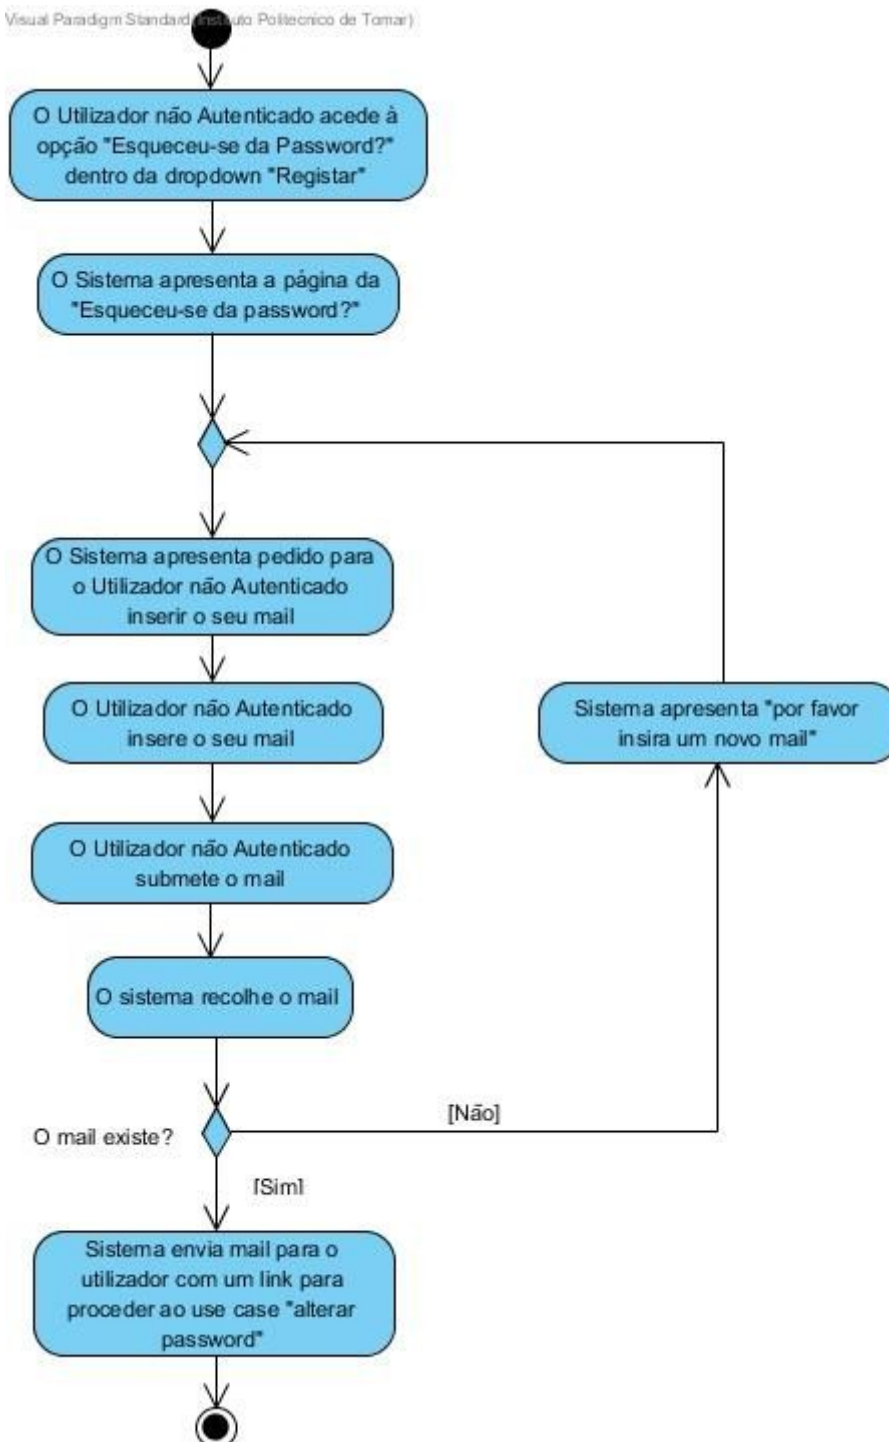 Visual Paradigm Standard(Instituto Politecnico de Tomar)
O Utilizador não Autenticado acede à
opção "Esqueceu-se da Password?"
dentro da dropdown "Registar"
O Sistema apresenta a página da
"Esqueceu-se da password?"
O Sistema apresenta pedido para
o Utilizador não Autenticado
inserir o seu mail
O Utilizador não Autenticado
insere o seu mail
Sistema apresenta "por favor
insira um novo mail"
O Utilizador não Autenticado
submete o mail
O sistema recolhe o mail
[Não]
O mail existe?
[Sim]
Sistema envia mail para o
utilizador com um link para
proceder ao use case "alterar
password"